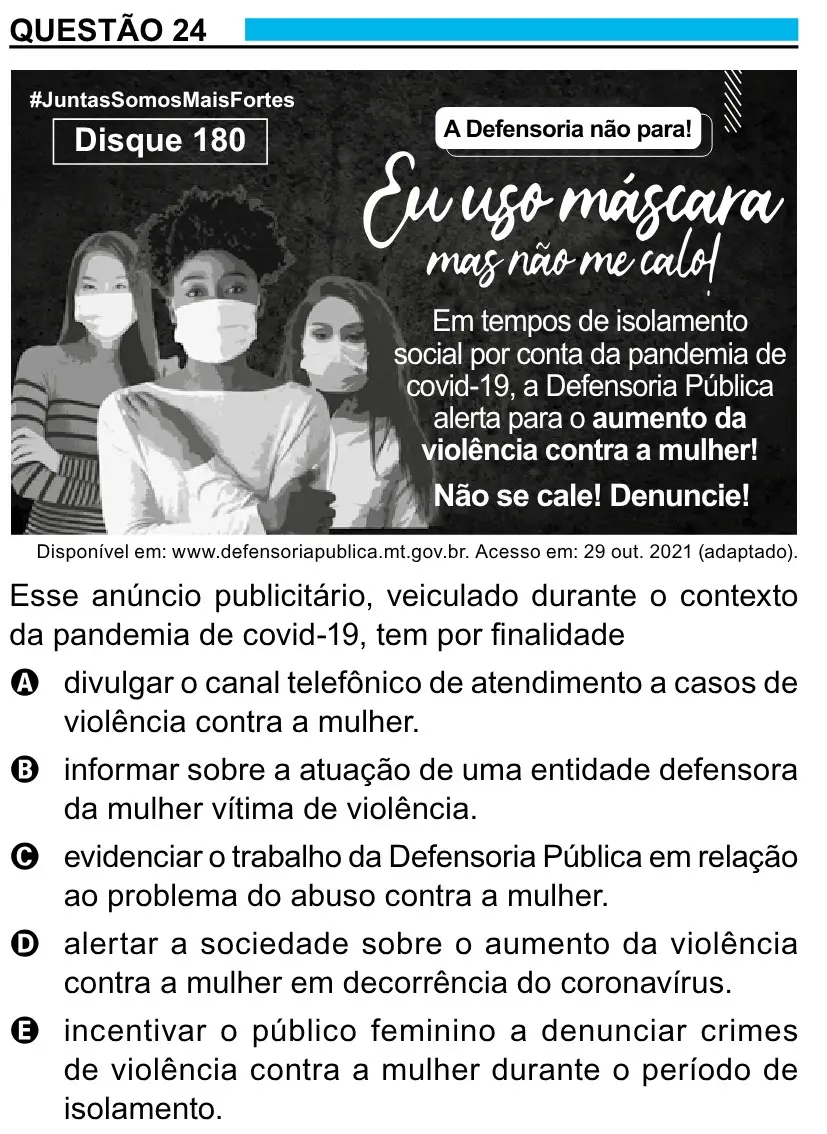 QUESTÃO 24
#JuntasSomosMaisFortes
Disque 180
A Defensoria não para!
Eu uso máscara
mas não me calo!
Em tempos de isolamento
social por conta da pandemia de
covid-19, a Defensoria Pública
alerta para o aumento da
violência contra a mulher!
Não se cale! Denuncie!
Disponível em: www.defensoriapublica.mt.gov.br. Acesso em: 29 out. 2021 (adaptado).
Esse anúncio publicitário, veiculado durante o contexto
da pandemia de covid-19, tem por finalidade
A divulgar o canal telefônico de atendimento a casos de
violência contra a mulher.
B informar sobre a atuação de uma entidade defensora
da mulher vítima de violência.
C evidenciar o trabalho da Defensoria Pública em relação
ao problema do abuso contra a mulher.
D alertar a sociedade sobre o aumento da violência
contra a mulher em decorrência do coronavírus.
E incentivar o público feminino a denunciar crimes
de violência contra a mulher durante o período de
isolamento.